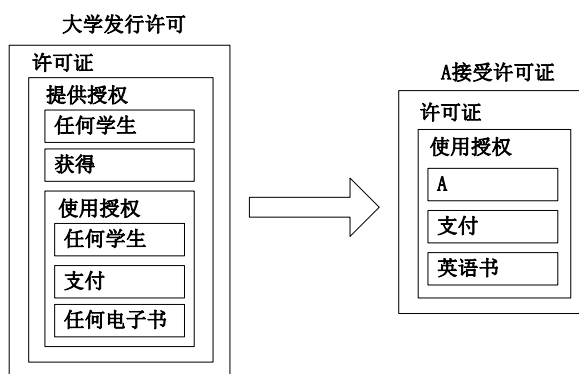 大学发行许可
许可证
提供授权
任何学生
获得
使用授权
任何学生
支付
任何电子书
A接受许可证
许可证
使用授权
A
支付
英语书